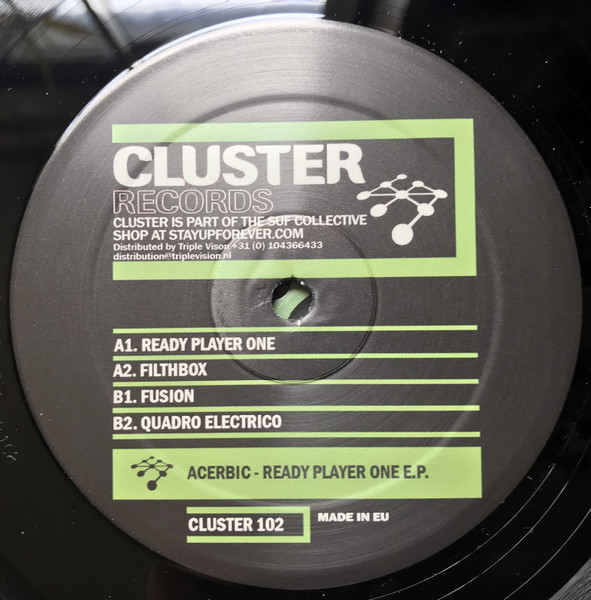 CLUSTER
RECORDS
CLUSTER IS PART OF THE SUF COLLECTIVE
SHOP AT STAYUPFOREVER.COM
Distributed by Triple Vison +31 (0) 104366433
distribution@triplevision.nl
A1. READY PLAYER ONE
A2. FILTHBOX
B1. FUSION
B2. QUADRO ELECTRICO
ACERBIC - READY PLAYER ONE E.P.
CLUSTER 102
MADE IN EU